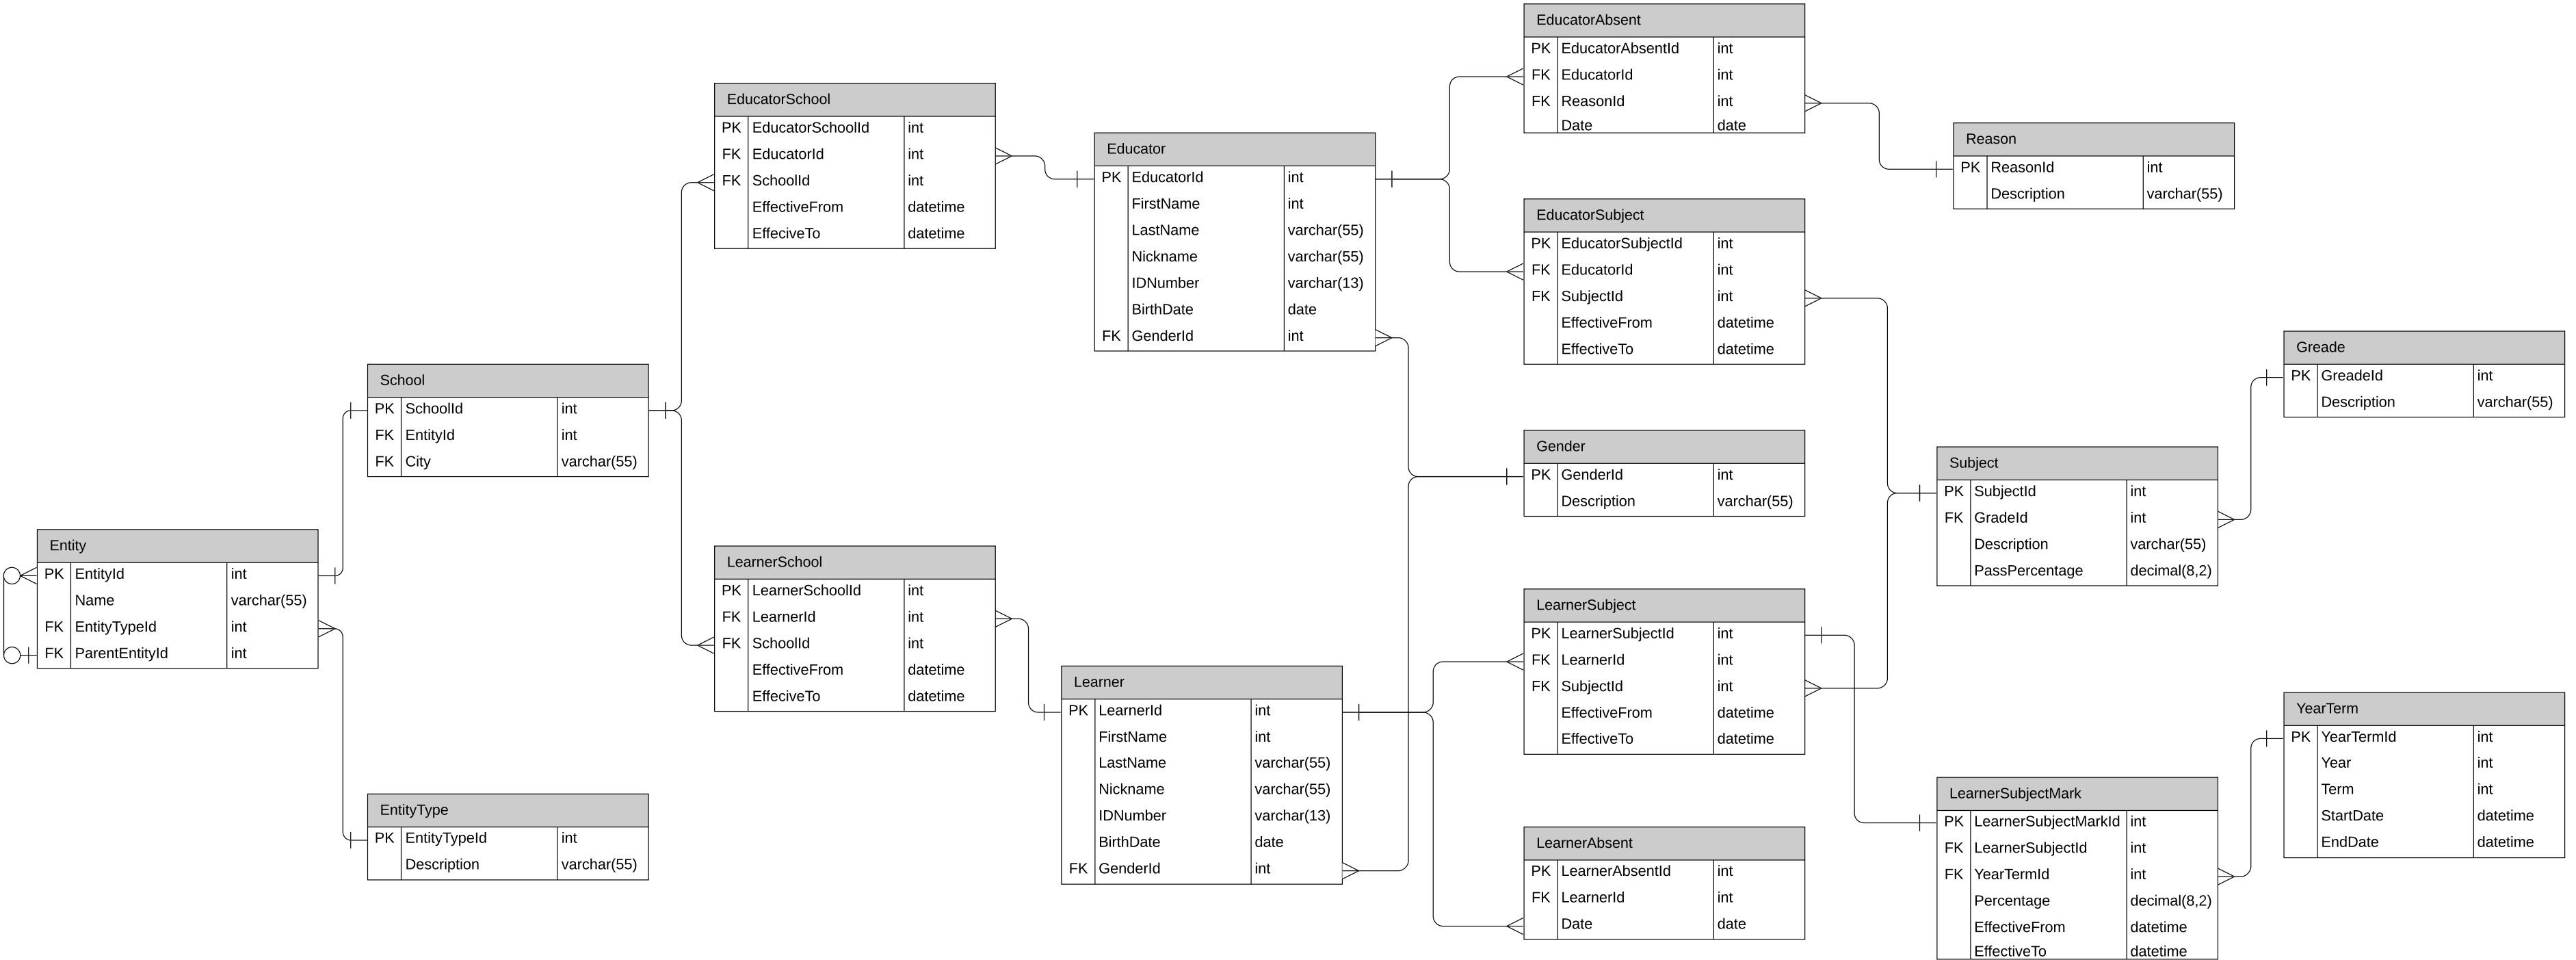 EducatorAbsent
PK EducatorAbsentId int
FK EducatorId int
FK ReasonId int
Date date
EducatorSchool
PK EducatorSchoolId int
FK EducatorId int
FK SchoolId int
EffectiveFrom datetime
EffeciveTo datetime
Educator
PK EducatorId int
FirstName int
LastName varchar(55)
Nickname varchar(55)
IDNumber varchar(13)
BirthDate date
FK GenderId int
Reason
PK ReasonId int
Description varchar(55)
EducatorSubject
PK EducatorSubjectId int
FK EducatorId int
FK SubjectId int
EffectiveFrom datetime
EffectiveTo datetime
Greade
PK GreadeId int
Description varchar(55)
School
PK SchoolId int
FK EntityId int
FK City varchar(55)
Gender
PK GenderId int
Description varchar(55)
Subject
PK SubjectId int
FK GradeId int
Description varchar(55)
PassPercentage decimal(8,2)
Entity
PK EntityId int
Name varchar(55)
FK EntityTypeId int
FK ParentEntityId int
LearnerSchool
PK LearnerSchoolId int
FK LearnerId int
FK SchoolId int
EffectiveFrom datetime
EffeciveTo datetime
LearnerSubject
PK LearnerSubjectId int
FK LearnerId int
FK SubjectId int
EffectiveFrom datetime
EffectiveTo datetime
Learner
PK LearnerId int
FirstName int
LastName varchar(55)
Nickname varchar(55)
IDNumber varchar(13)
BirthDate date
FK GenderId int
YearTerm
PK YearTermId int
Year int
Term int
StartDate datetime
EndDate datetime
EntityType
PK EntityTypeId int
Description varchar(55)
LearnerSubjectMark
PK LearnerSubjectMarkId int
FK LearnerSubjectId int
FK YearTermId int
Percentage decimal(8,2)
EffectiveFrom datetime
EffectiveTo datetime
LearnerAbsent
PK LearnerAbsentId int
FK LearnerId int
Date date